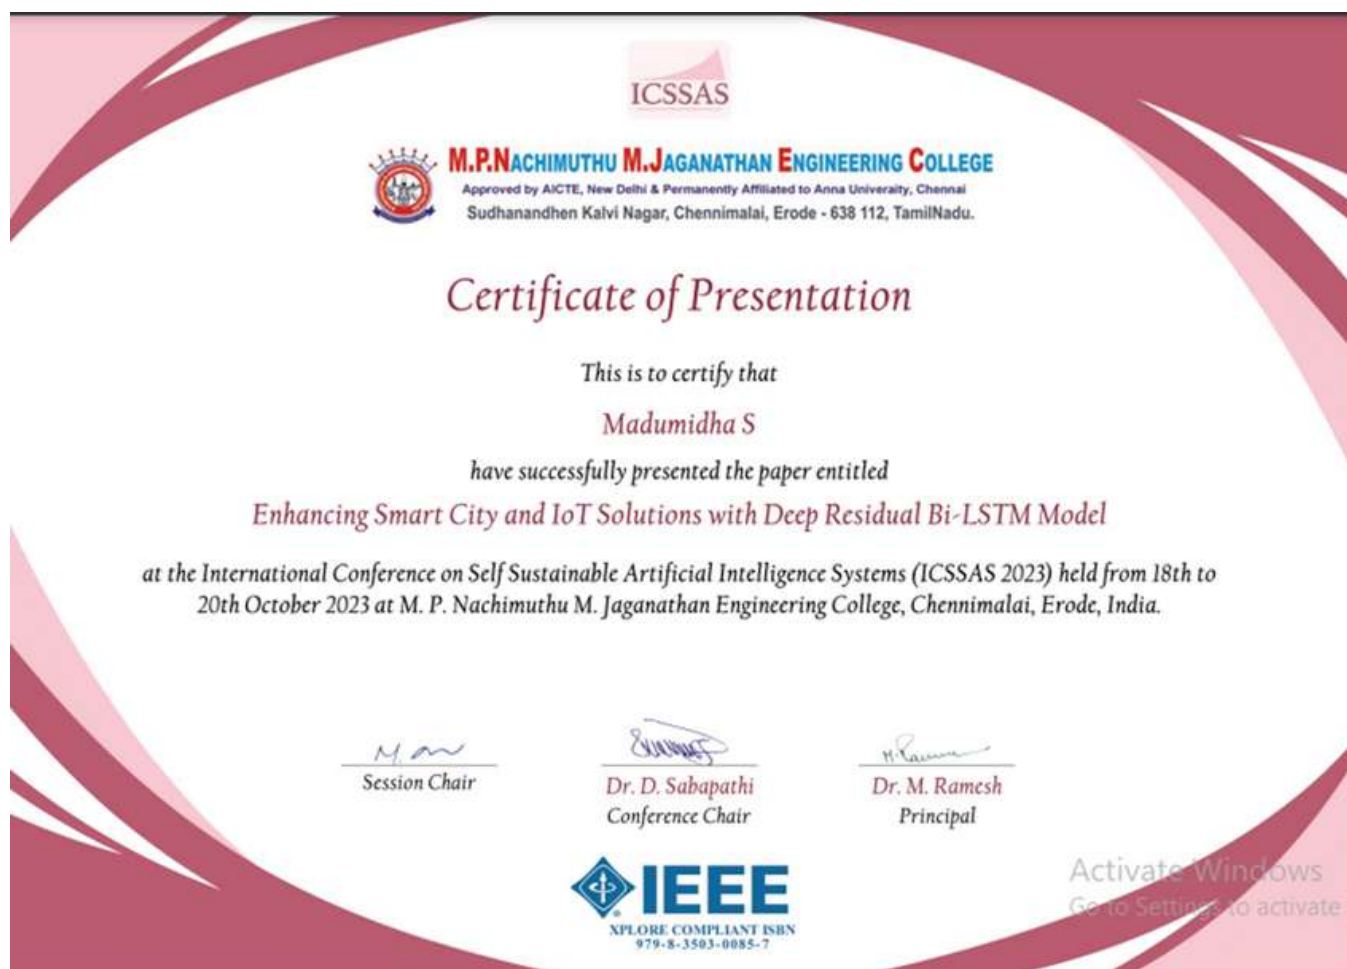 ICSSAS
M.P.NACHIMUTHU M.JAGANATHAN ENGINEERING COLLEGE
Approved by AICTE, New Delhi & Permanently Affiliated to Anna Univeraity, Chennai
Sudhanandhen Kalvi Nagar, Chennimalai, Erode - 638 112, TamilNadu.
Certificate of Presentation
This is to certify that
Madumidha S
have successfully presented the paper entitled
Enhancing Smart City and IoT Solutions with Deep Residual Bi-LSTM Model
at the International Conference on Self Sustainable Artificial Intelligence Systems (ICSSAS 2023) held from 18th to
20th October 2023 at M. P. Nachimuthu M. Jaganathan Engineering College, Chennimalai, Erode, India.
Session Chair
Dr. D. Sabapathi
Conference Chair
Dr. M. Ramesh
Principal
IEEE
XPLORE COMPLIANT ISBN
979-8-3503-0085-7
Activate Windows
Go to Settings to activate